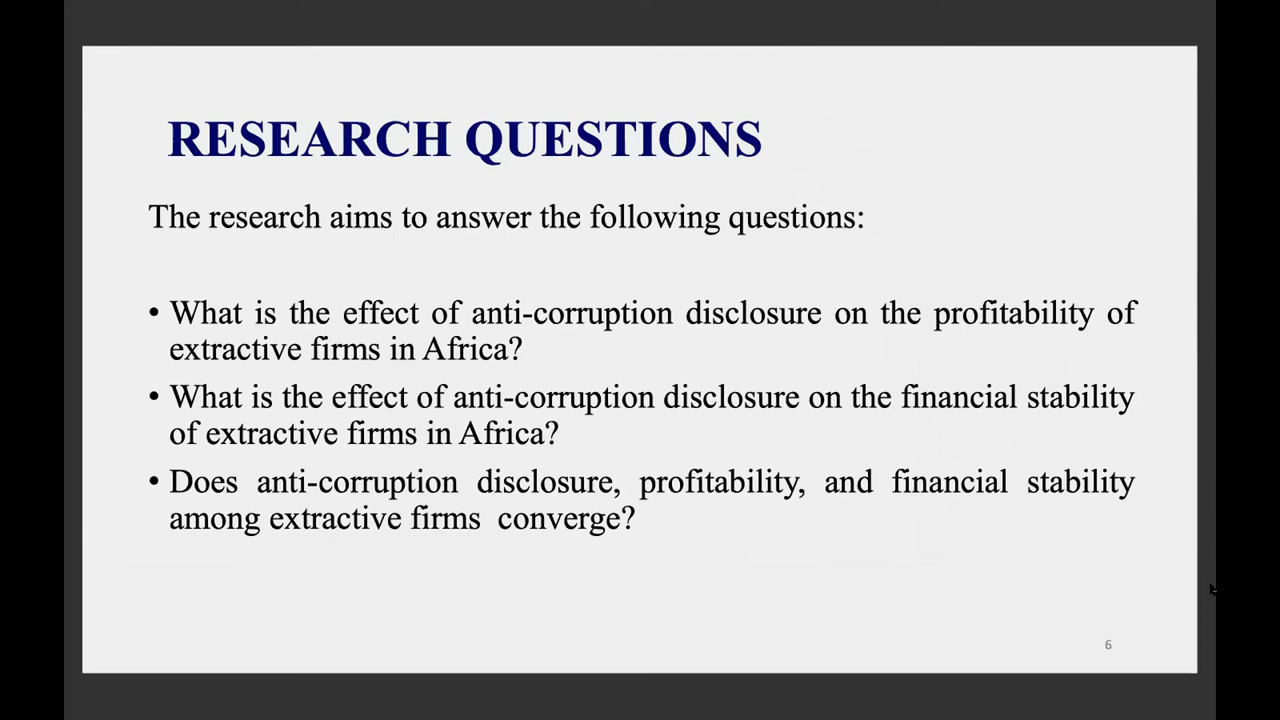 RESEARCH QUESTIONS
The research aims to answer the following questions:
• What is the effect of anti-corruption disclosure on the profitability of
extractive firms in Africa?
• What is the effect of anti-corruption disclosure on the financial stability
of extractive firms in Africa?
• Does anti-corruption disclosure, profitability, and financial stability
among extractive firms  converge?
6